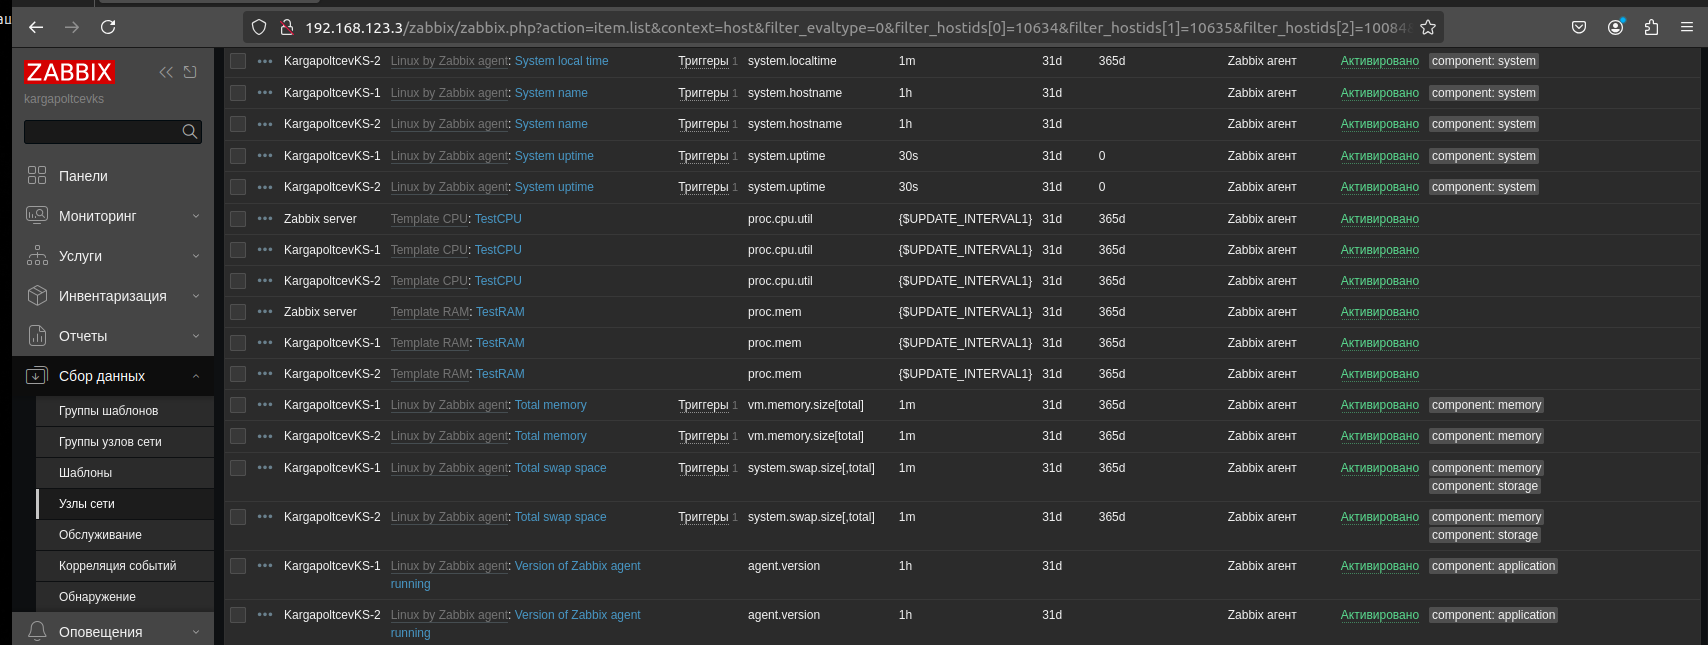 192.168.123.3/zabbix/zabbix.php?action=item.list&context=host&filter_evaltype=0&filter_hostids[0]=10634&filter_hostids[1]=10635&filter_hostids[2]=10084
ZABBIX
kargapoltcevks
Панели
Мониторинг
Услуги
Инвентаризация
Отчеты
Сбор данных
Группы шаблонов
Группы узлов сети
Шаблоны
Узлы сети
Обслуживание
Корреляция событий
Обнаружение
Оповещения
KargapoltcevKS-2 Linux by Zabbix agent: System local time Триггеры 1 system.localtime 1m 31d 365d Zabbix агент Активировано component: system
KargapoltcevKS-1 Linux by Zabbix agent: System name Триггеры 1 system.hostname 1h 31d Zabbix агент Активировано component: system
KargapoltcevKS-2 Linux by Zabbix agent: System name Триггеры 1 system.hostname 1h 31d Zabbix агент Активировано component: system
KargapoltcevKS-1 Linux by Zabbix agent: System uptime Триггеры 1 system.uptime 30s 31d 0 Zabbix агент Активировано component: system
KargapoltcevKS-2 Linux by Zabbix agent: System uptime Триггеры 1 system.uptime 30s 31d 0 Zabbix агент Активировано component: system
Zabbix server Template CPU: TestCPU proc.cpu.util {$UPDATE_INTERVAL1} 31d 365d Zabbix агент Активировано
KargapoltcevKS-1 Template CPU: TestCPU proc.cpu.util {$UPDATE_INTERVAL1} 31d 365d Zabbix агент Активировано
KargapoltcevKS-2 Template CPU: TestCPU proc.cpu.util {$UPDATE_INTERVAL1} 31d 365d Zabbix агент Активировано
Zabbix server Template RAM: TestRAM proc.mem {$UPDATE_INTERVAL1} 31d 365d Zabbix агент Активировано
KargapoltcevKS-1 Template RAM: TestRAM proc.mem {$UPDATE_INTERVAL1} 31d 365d Zabbix агент Активировано
KargapoltcevKS-2 Template RAM: TestRAM proc.mem {$UPDATE_INTERVAL1} 31d 365d Zabbix агент Активировано
KargapoltcevKS-1 Linux by Zabbix agent: Total memory Триггеры 1 vm.memory.size[total] 1m 31d 365d Zabbix агент Активировано component: memory
KargapoltcevKS-2 Linux by Zabbix agent: Total memory Триггеры 1 vm.memory.size[total] 1m 31d 365d Zabbix агент Активировано component: memory
KargapoltcevKS-1 Linux by Zabbix agent: Total swap space Триггеры 1 system.swap.size[,total] 1m 31d 365d Zabbix агент Активировано component: memory
component: storage
KargapoltcevKS-2 Linux by Zabbix agent: Total swap space Триггеры 1 system.swap.size[,total] 1m 31d 365d Zabbix агент Активировано component: memory
component: storage
KargapoltcevKS-1 Linux by Zabbix agent: Version of Zabbix agent agent.version 1h 31d Zabbix агент Активировано component: application
running
KargapoltcevKS-2 Linux by Zabbix agent: Version of Zabbix agent agent.version 1h 31d Zabbix агент Активировано component: application
running